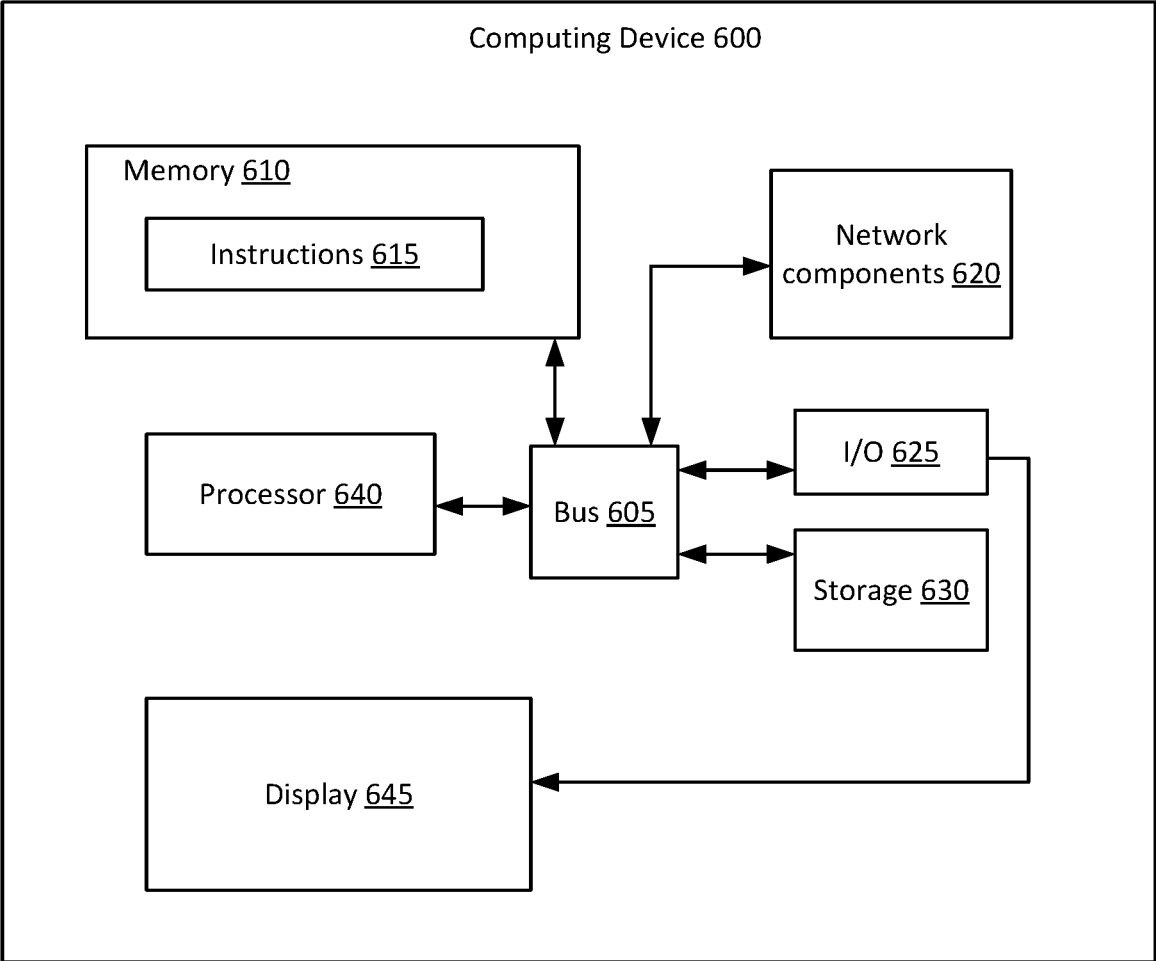 Computing Device 600
Memory 610
Instructions 615
Network
components 620
I/O 625
Processor 640
Bus 605
Storage 630
Display 645